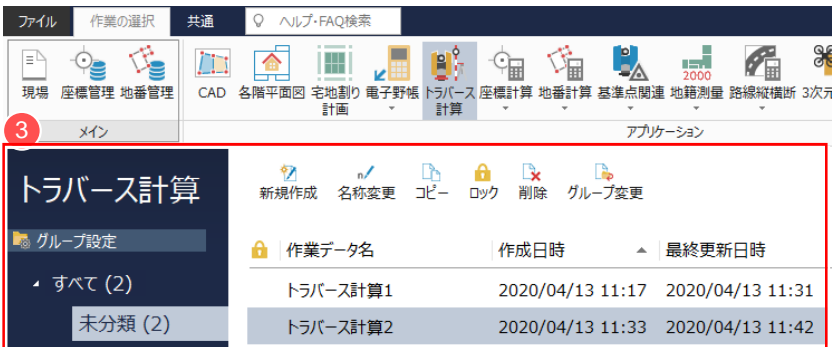 ファイル 作業の選択 共通 ヘルプ・FAQ検索
現場 座標管理 地番管理 CAD 各階平面図 宅地割り計画 電子野帳 トラバース計算 座標計算 地番計算 基準点関連 2000 地籍測量 路線縦横断 3次元
メイン アプリケーション
3
トラバース計算
新規作成 名称変更 コピー ロック 削除 グループ変更
グループ設定
作業データ名 作成日時 最終更新日時
すべて (2)
トラバース計算1 2020/04/13 11:17 2020/04/13 11:31
未分類 (2)
トラバース計算2 2020/04/13 11:33 2020/04/13 11:42